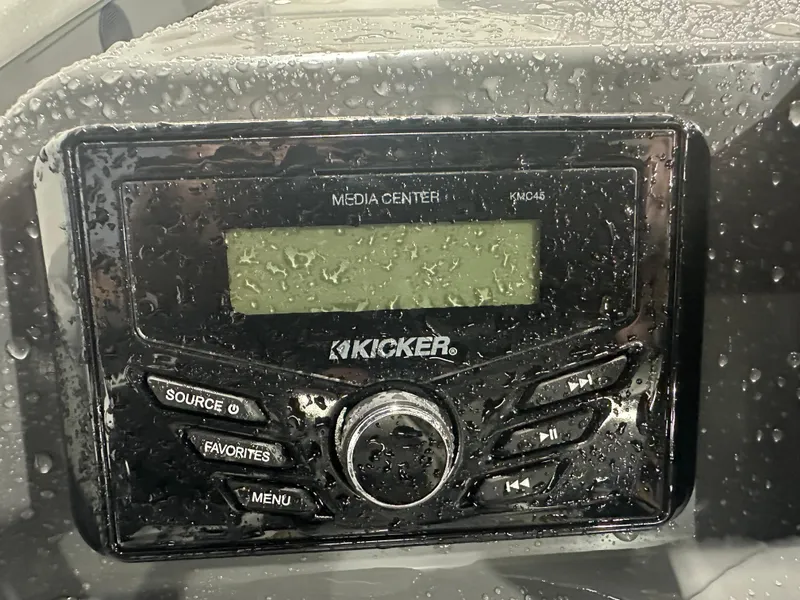 MEDIA CENTER
KMC45
KICKER®
SOURCE
FAVORITES
MENU